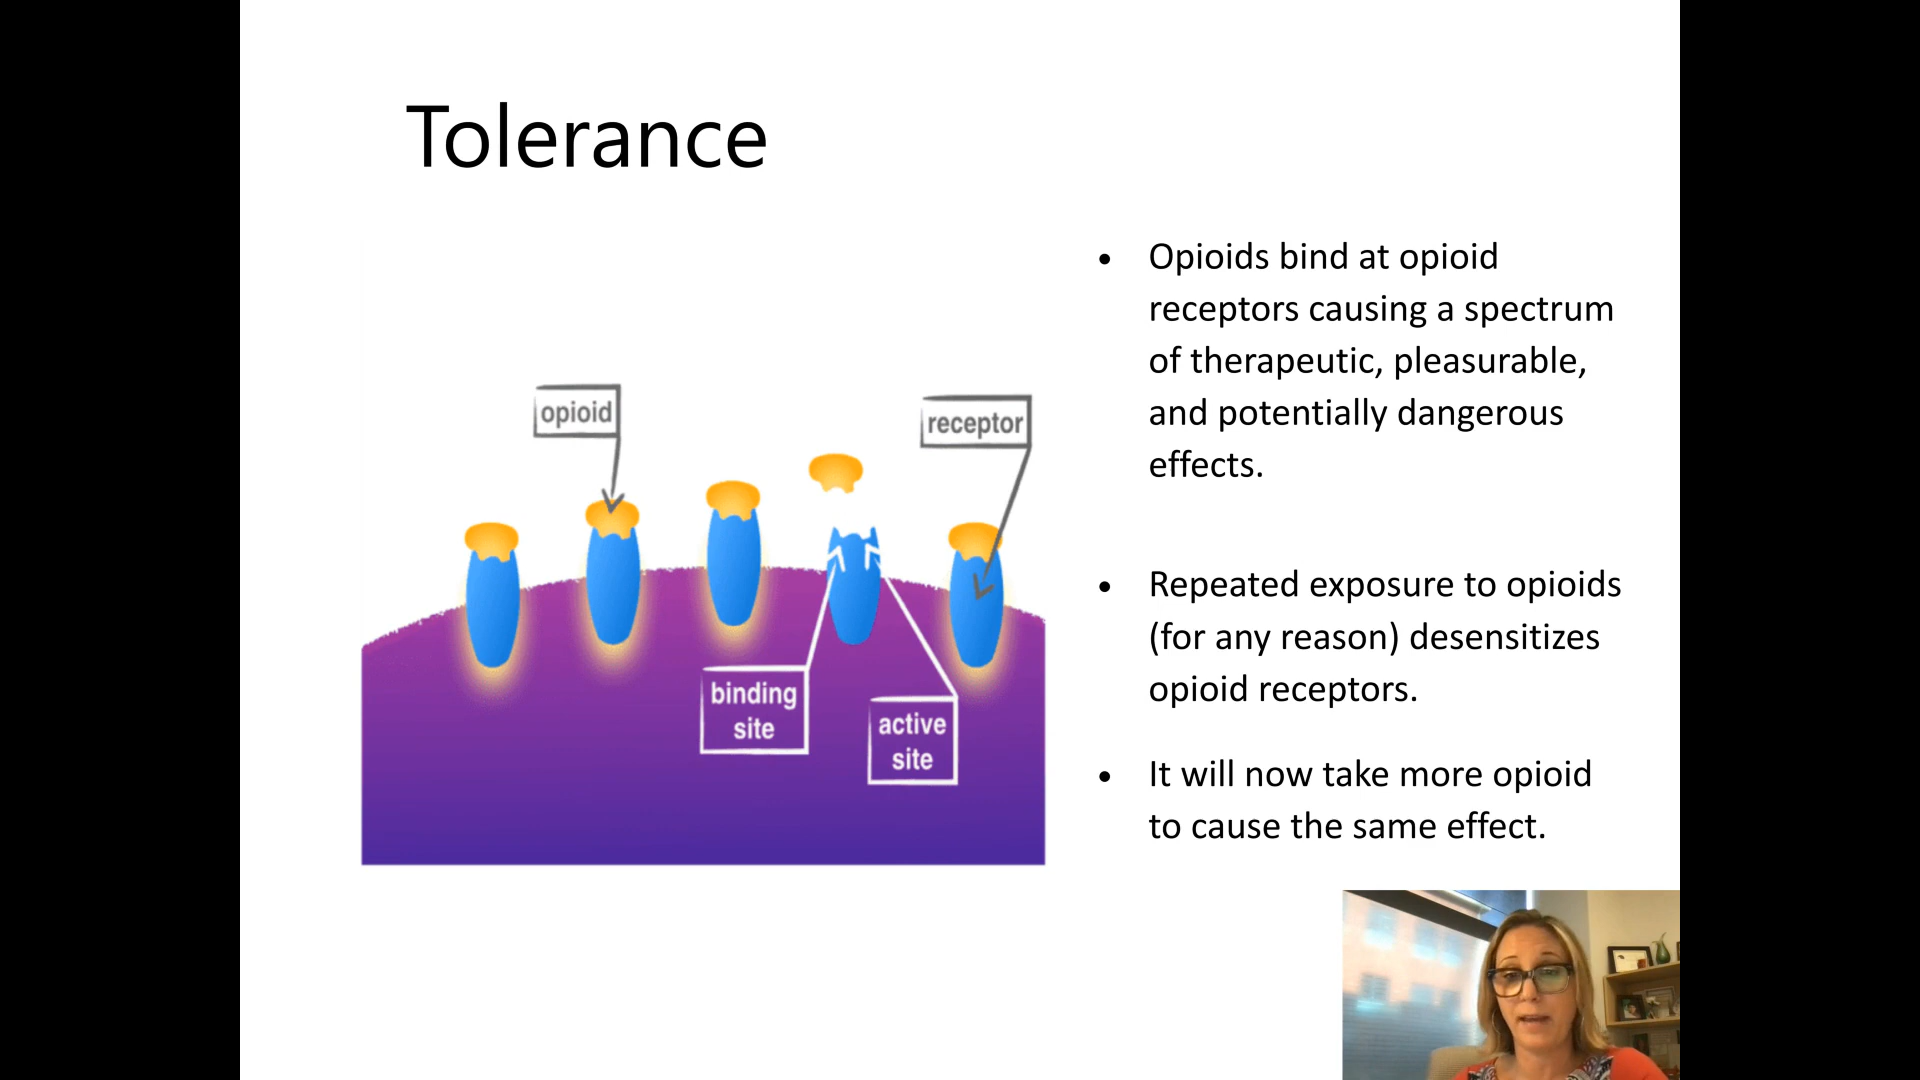 Tolerance
opioid
receptor
binding
site
active
site
• Opioids bind at opioid
receptors causing a spectrum
of therapeutic, pleasurable,
and potentially dangerous
effects.
• Repeated exposure to opioids
(for any reason) desensitizes
opioid receptors.
• It will now take more opioid
to cause the same effect.